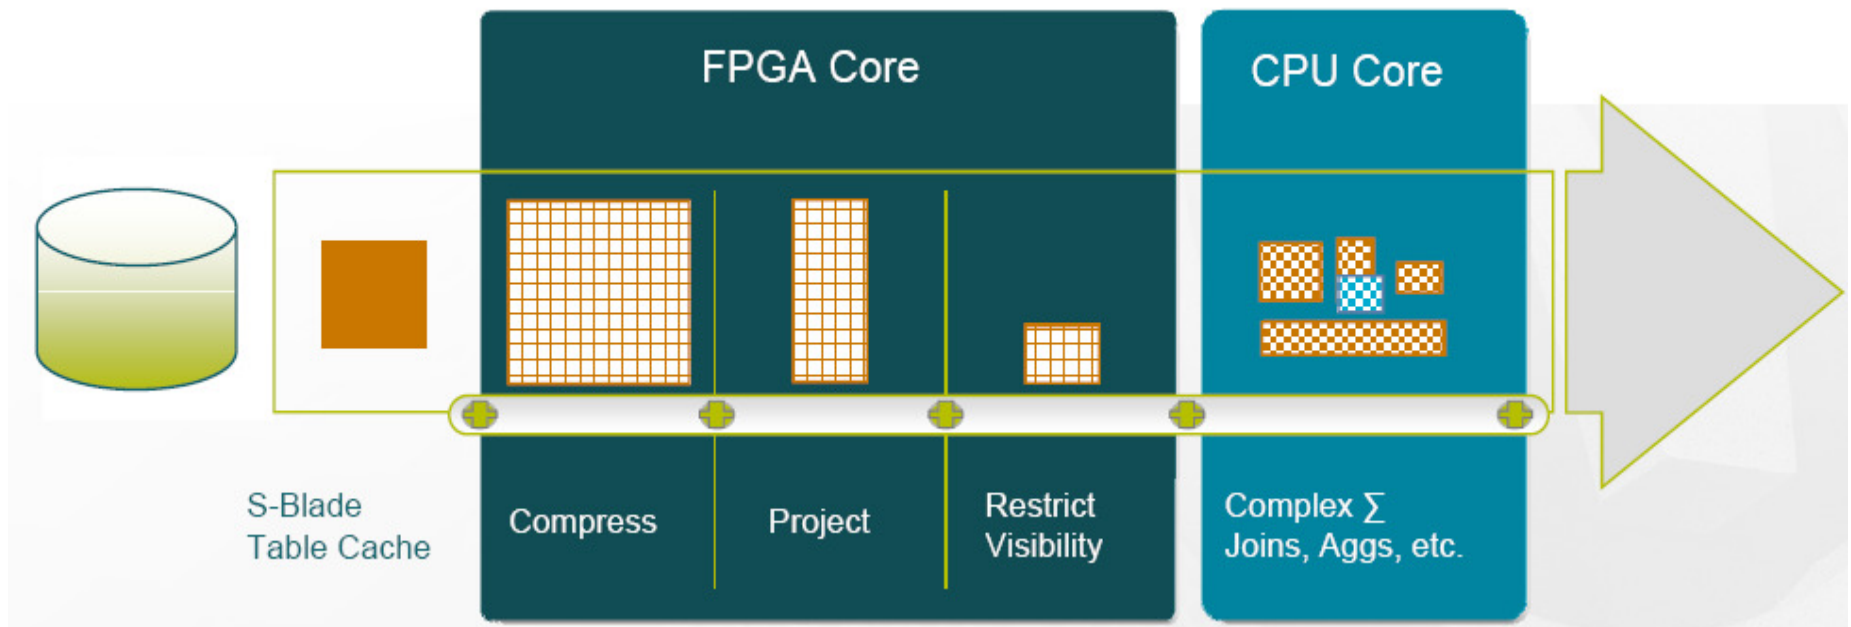 FPGA Core
CPU Core
S-Blade
Table Cache
Compress
Project
Restrict
Visibility
Complex ∑
Joins, Aggs, etc.